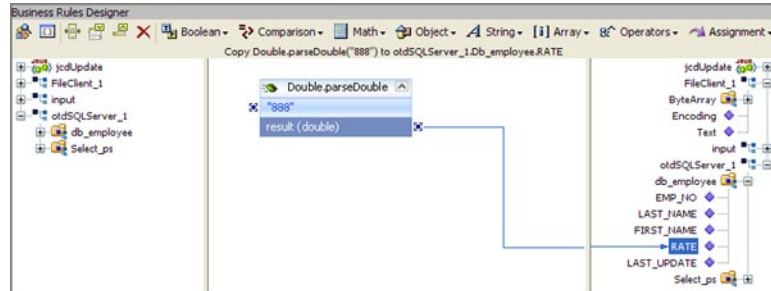 Business Rules Designer
Boolean Comparison Math Object String Array Operators Assignment
Copy Double.parseDouble("888") to otdSQLServer_1.Db_employee.RATE
jcdUpdate
FileClient_1
input
otdSQLServer_1
db_employee
Select_ps
Double.parseDouble
"888"
result (double)
jcdUpdate
FileClient_1
ByteArray
Encoding
Text
input
otdSQLServer_1
db_employee
EMP_NO
LAST_NAME
FIRST_NAME
RATE
LAST_UPDATE
Select_ps